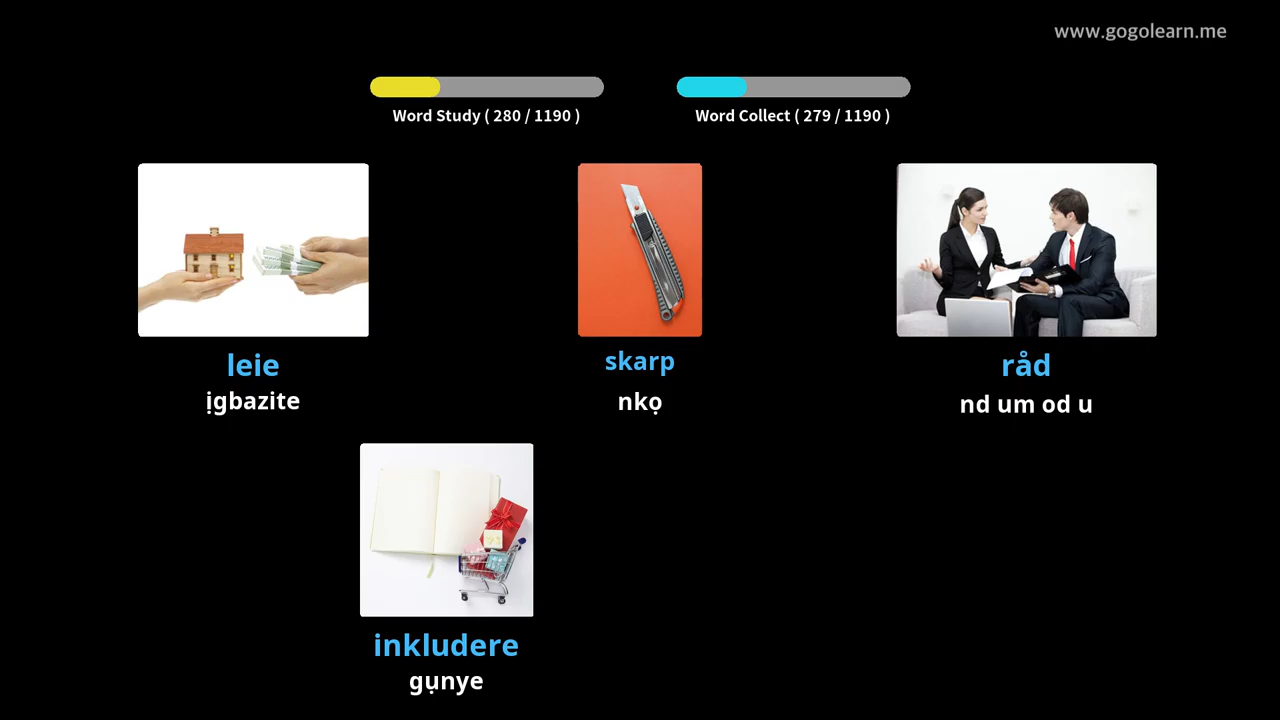 www.gogolearn.me
Word Study ( 280 / 1190 )
Word Collect ( 279 / 1190 )
leie
ịgbazite
skarp
nkọ
råd
nd um od u
inkludere
gụnye